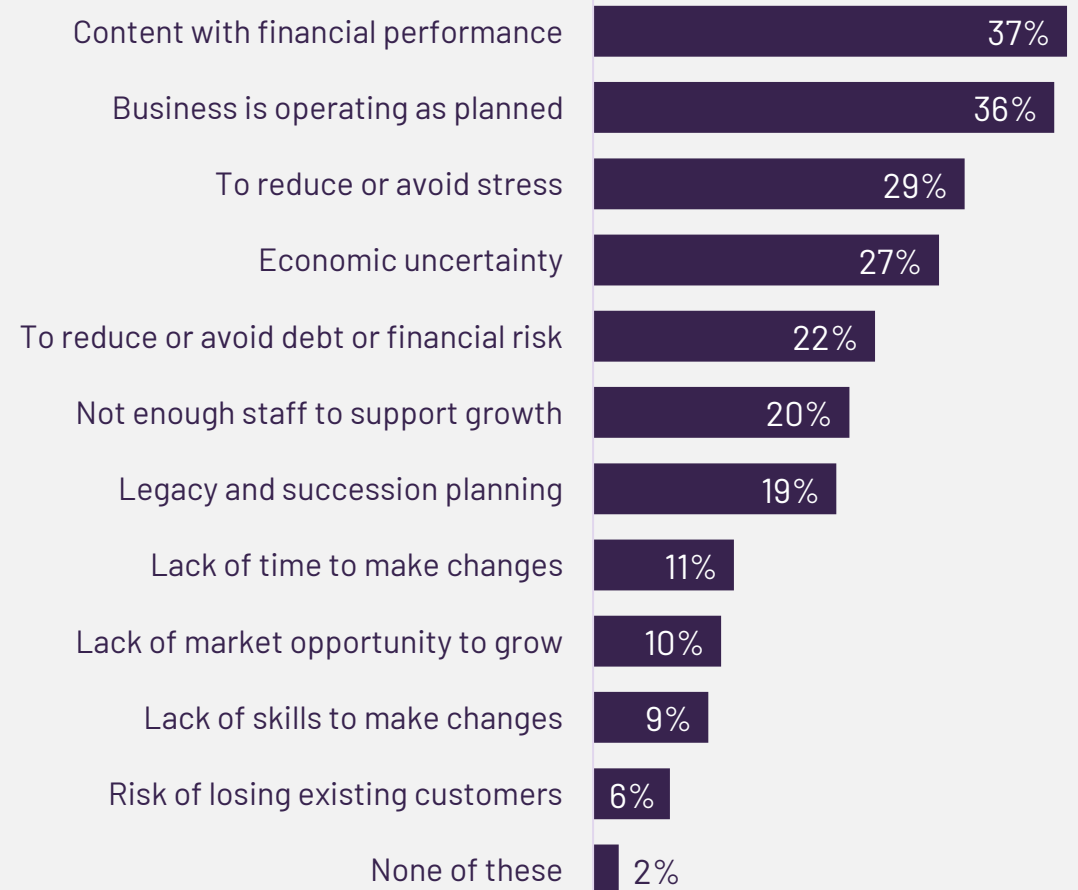 Content with financial performance 37%
Business is operating as planned 36%
To reduce or avoid stress 29%
Economic uncertainty 27%
To reduce or avoid debt or financial risk 22%
Not enough staff to support growth 20%
Legacy and succession planning 19%
Lack of time to make changes 11%
Lack of market opportunity to grow 10%
Lack of skills to make changes 9%
Risk of losing existing customers 6%
None of these 2%